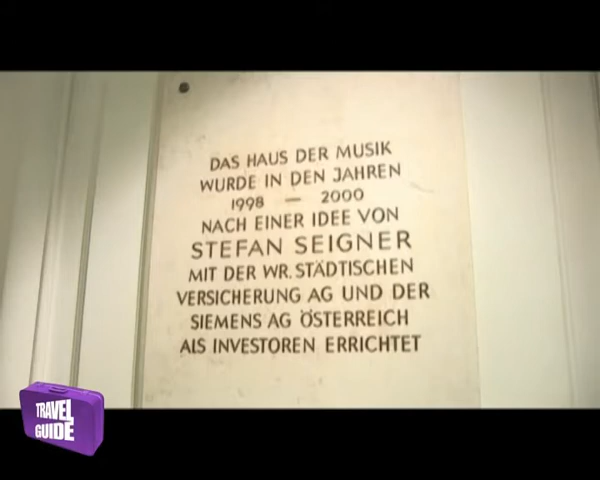 DAS HAUS DER MUSIK
WURDE IN DEN JAHREN
1998 — 2000
NACH EINER IDEE VON
STEFAN SEIGNER
MIT DER WR. STÄDTISCHEN
VERSICHERUNG AG UND DER
SIEMENS AG ÖSTERREICH
ALS INVESTOREN ERRICHTET
TRAVEL
GUIDE